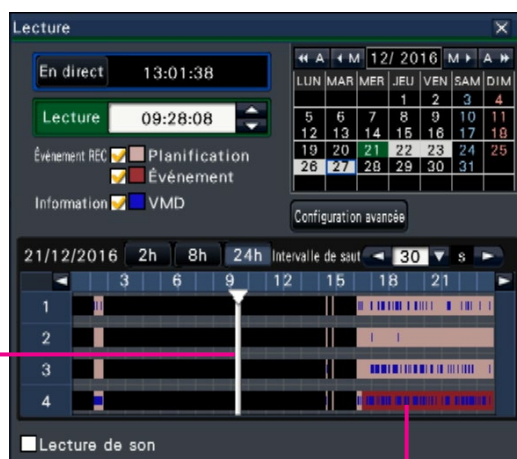 Lecture
En direct 13:01:38
Lecture 09:28:08
Évènement REC Planification
Événement
Information VMD
A M 12/ 2016 M A
LUN MAR MER JEU VEN SAM DIM
1 2 3 4
5 6 7 8 9 10 11
12 13 14 15 16 17 18
19 20 21 22 23 24 25
26 27 28 29 30 31
Configuration avancée
21/12/2016 2h 8h 24h Intervalle de saut 30 s
3 6 9 12 15 18 21
1
2
3
4
Lecture de son